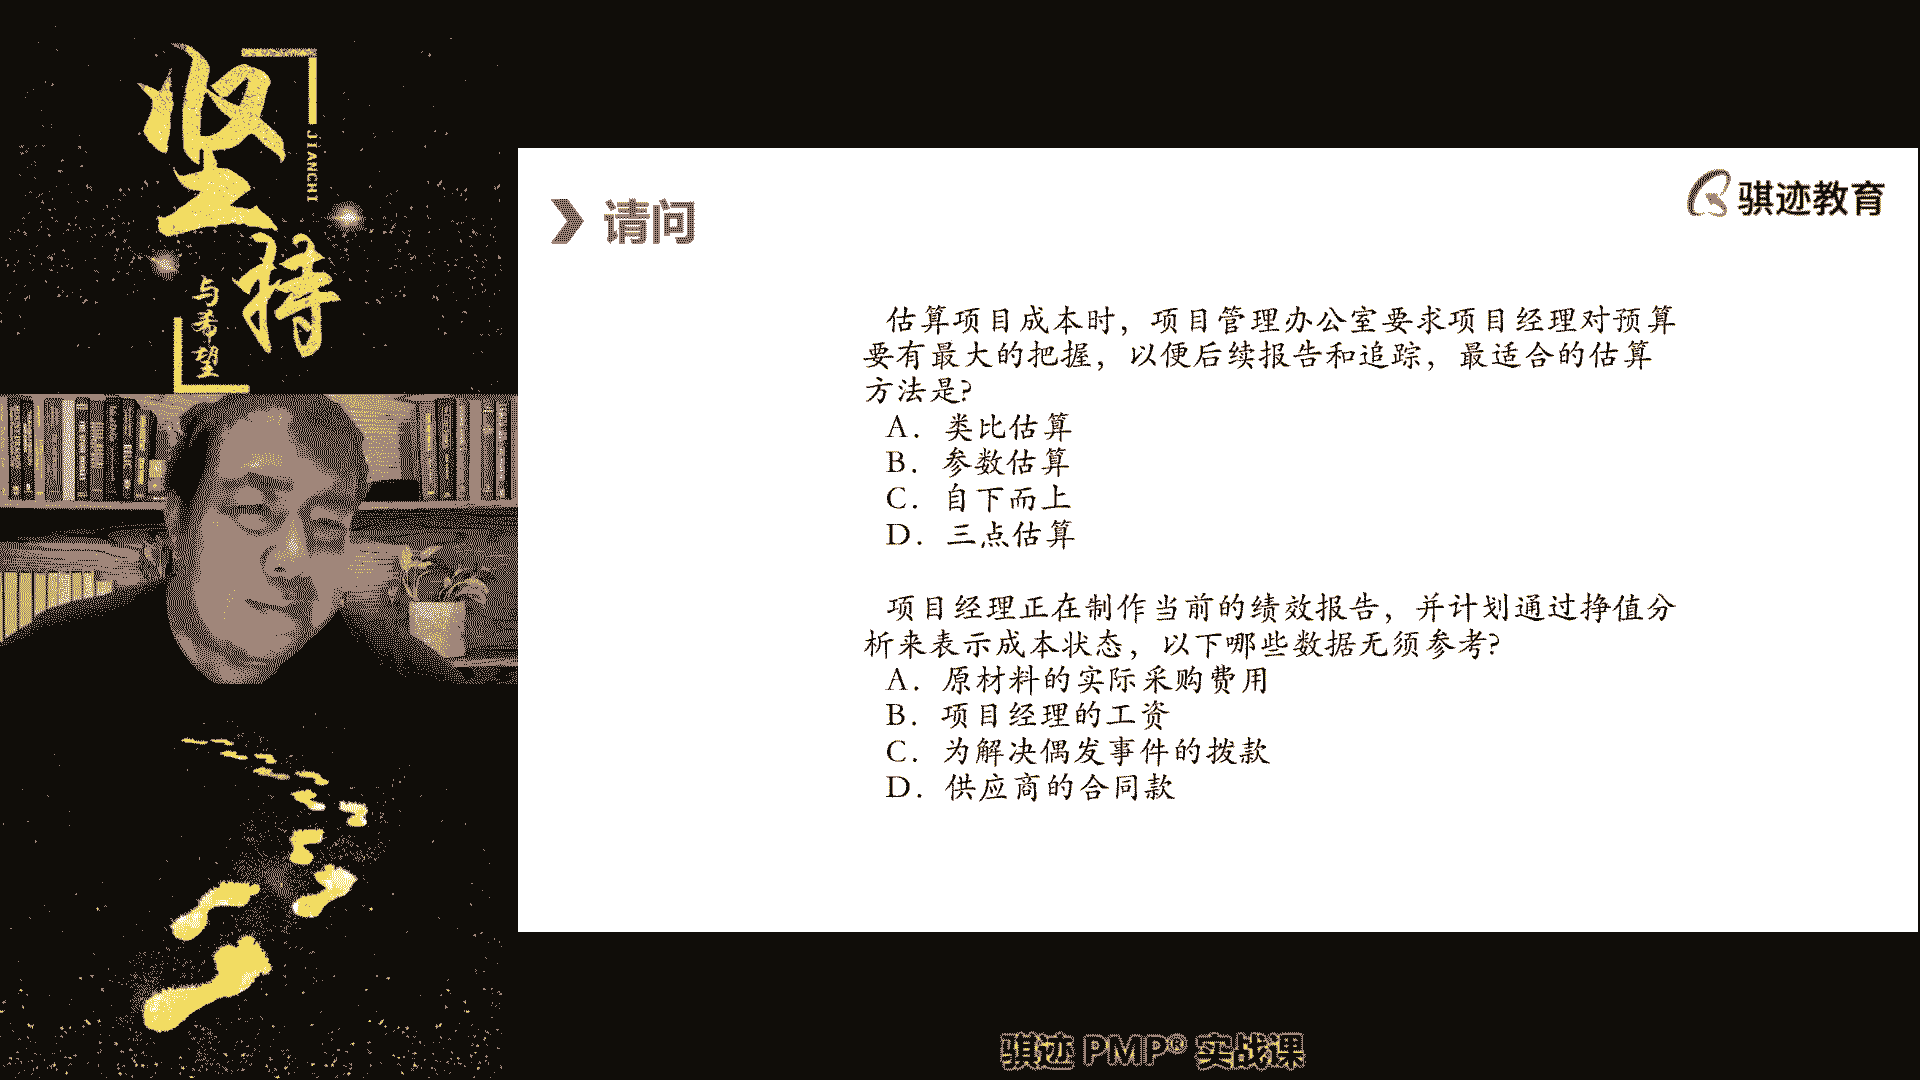 坚持
JIANCHI
与希望
请问
骐迹教育
估算项目成本时，项目管理办公室要求项目经理对预算
要有最大的把握，以便后续报告和追踪，最适合的估算
方法是?
A. 类比估算
B. 参数估算
C. 自下而上
D. 三点估算
项目经理正在制作当前的绩效报告，并计划通过挣值分
析来表示成本状态，以下哪些数据无须参考?
A. 原材料的实际采购费用
B. 项目经理的工资
C. 为解决偶发事件的拨款
D. 供应商的合同款
骐迹 PMP® 实战课